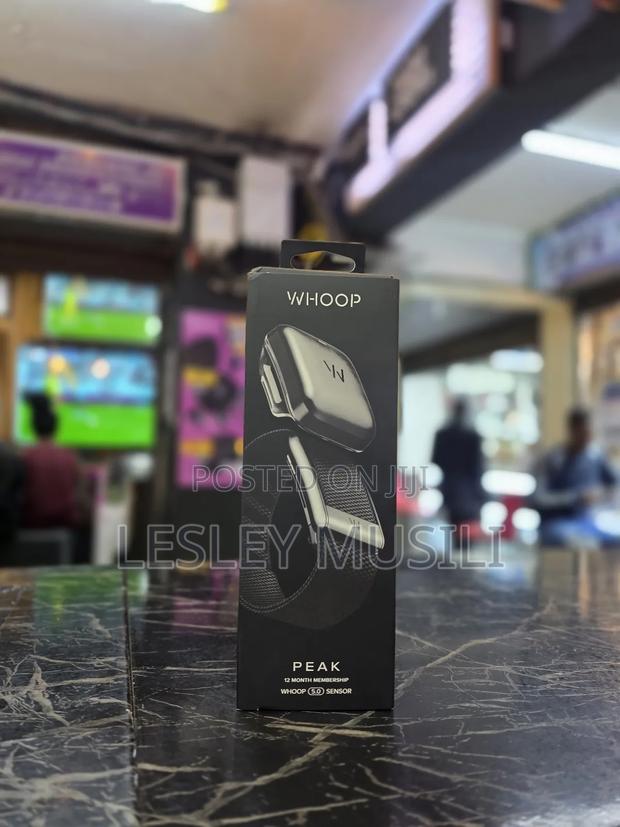 WHOOP
W
POSTED ON JIJI
LESLEY MUSILI
PEAK
12 MONTH MEMBERSHIP
WHOOP 5.0 SENSOR